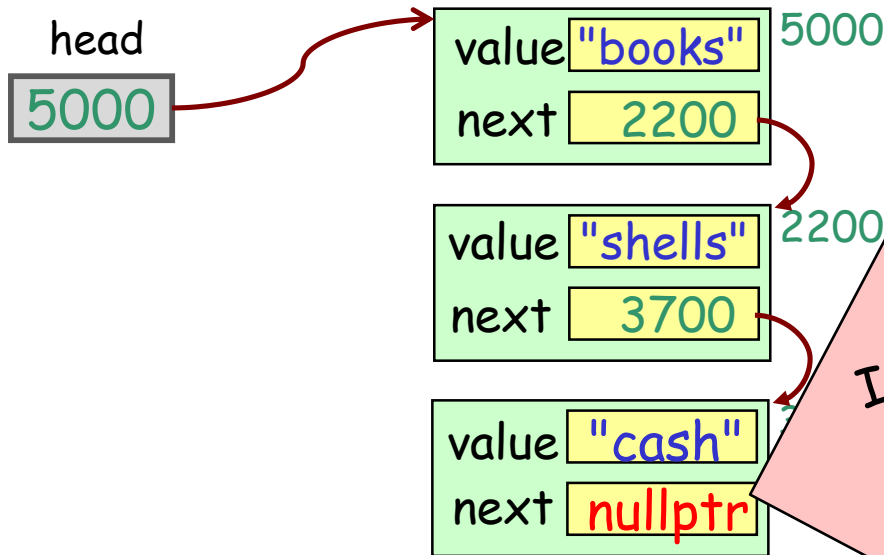 head
5000
value "books" 5000
next 2200
value "shells" 2200
next 3700
value "cash"
next nullptr
I